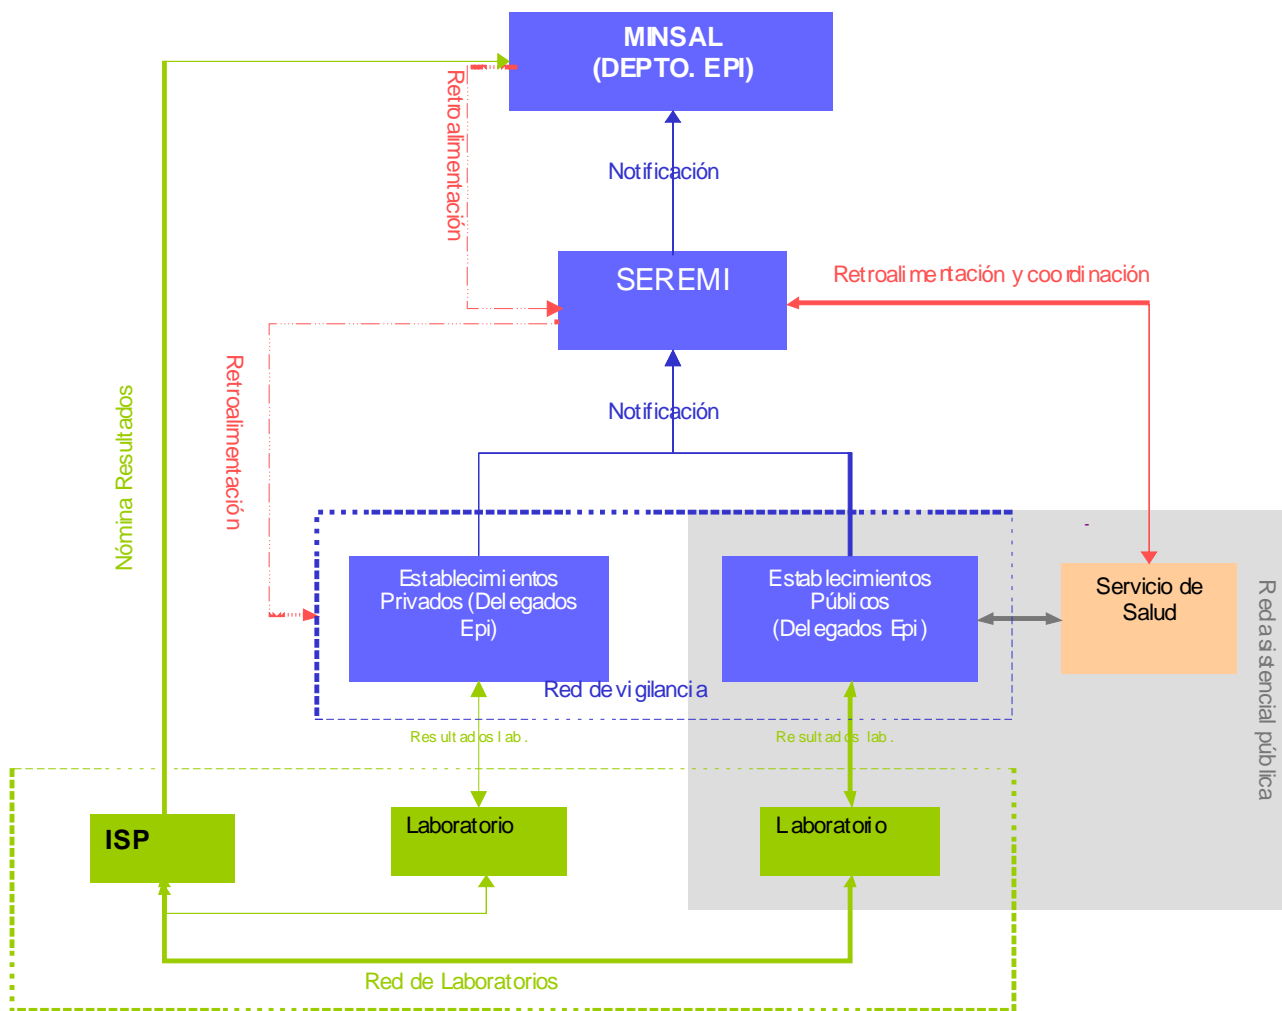 MINSAL
(DEPTO. EPI)
Retroalimentación
Notificación
SEREMI
Retroalimentación y coordinación
Retroalimentación
Nómina Resultados
Notificación
Establecimientos
Privados (Delegados
Epi)
Establecimientos
Públicos
(Delegados Epi)
Servicio de
Salud
Red asistencial pública
Red de vigilancia
Resultados lab.
Resultados lab.
ISP
Laboratorio
Laboratorio
Red de Laboratorios